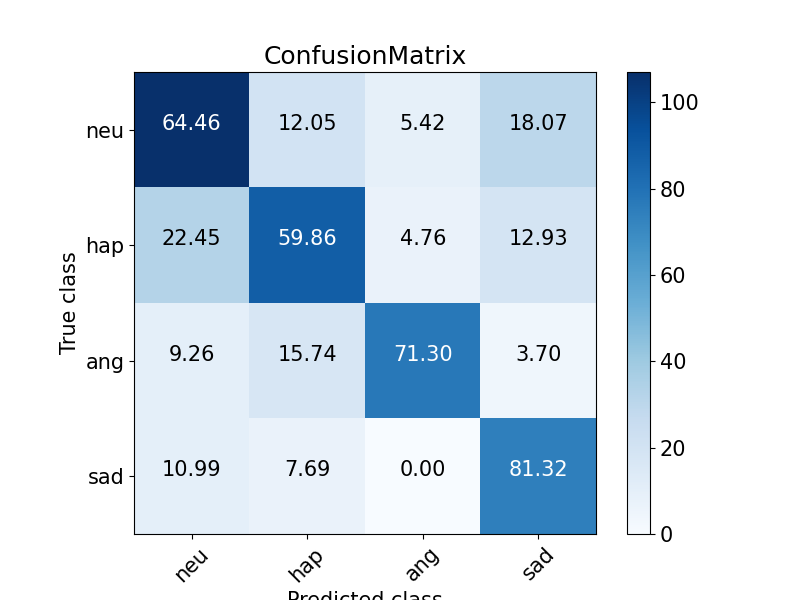 ConfusionMatrix
neu 64.46 12.05 5.42 18.07
hap 22.45 59.86 4.76 12.93
ang 9.26 15.74 71.30 3.70
sad 10.99 7.69 0.00 81.32
True class
neu hap ang sad
Predicted class
100
80
60
40
20
0